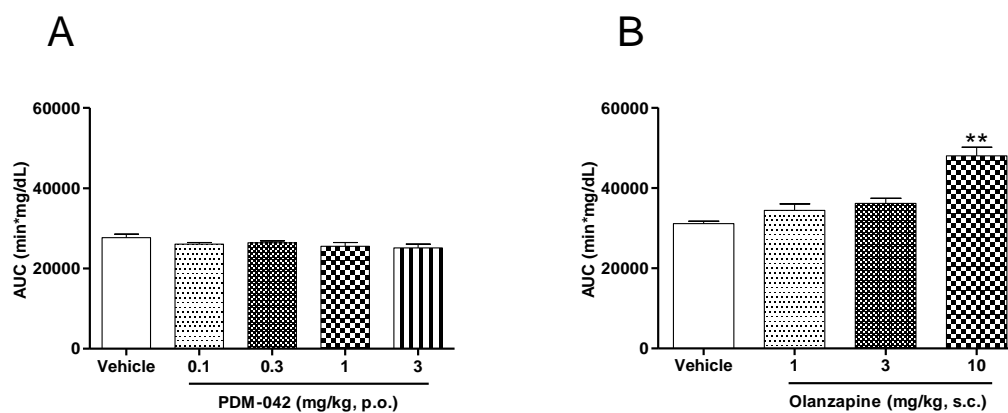 A
60000
40000
20000
0
AUC (min*mg/dL)
Vehicle 0.1 0.3 1 3
PDM-042 (mg/kg, p.o.)
B
60000
40000
20000
0
AUC (min*mg/dL)
**
Vehicle 1 3 10
Olanzapine (mg/kg, s.c.)